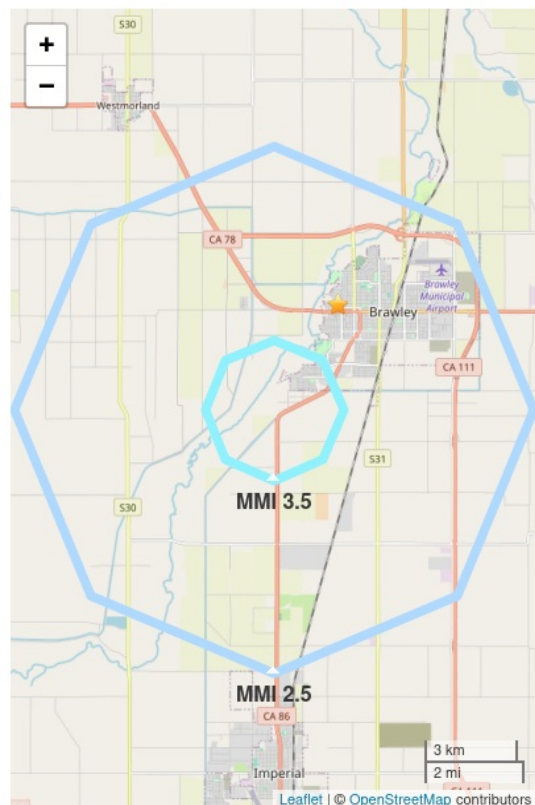 S30
+
−
Westmorland
CA 78
Brawley
Municipal
Airport
Brawley
CA 111
S31
MMI 3.5
S30
MMI 2.5
CA 86
Imperial
3 km
2 mi
Leaflet | © OpenStreetMap contributors